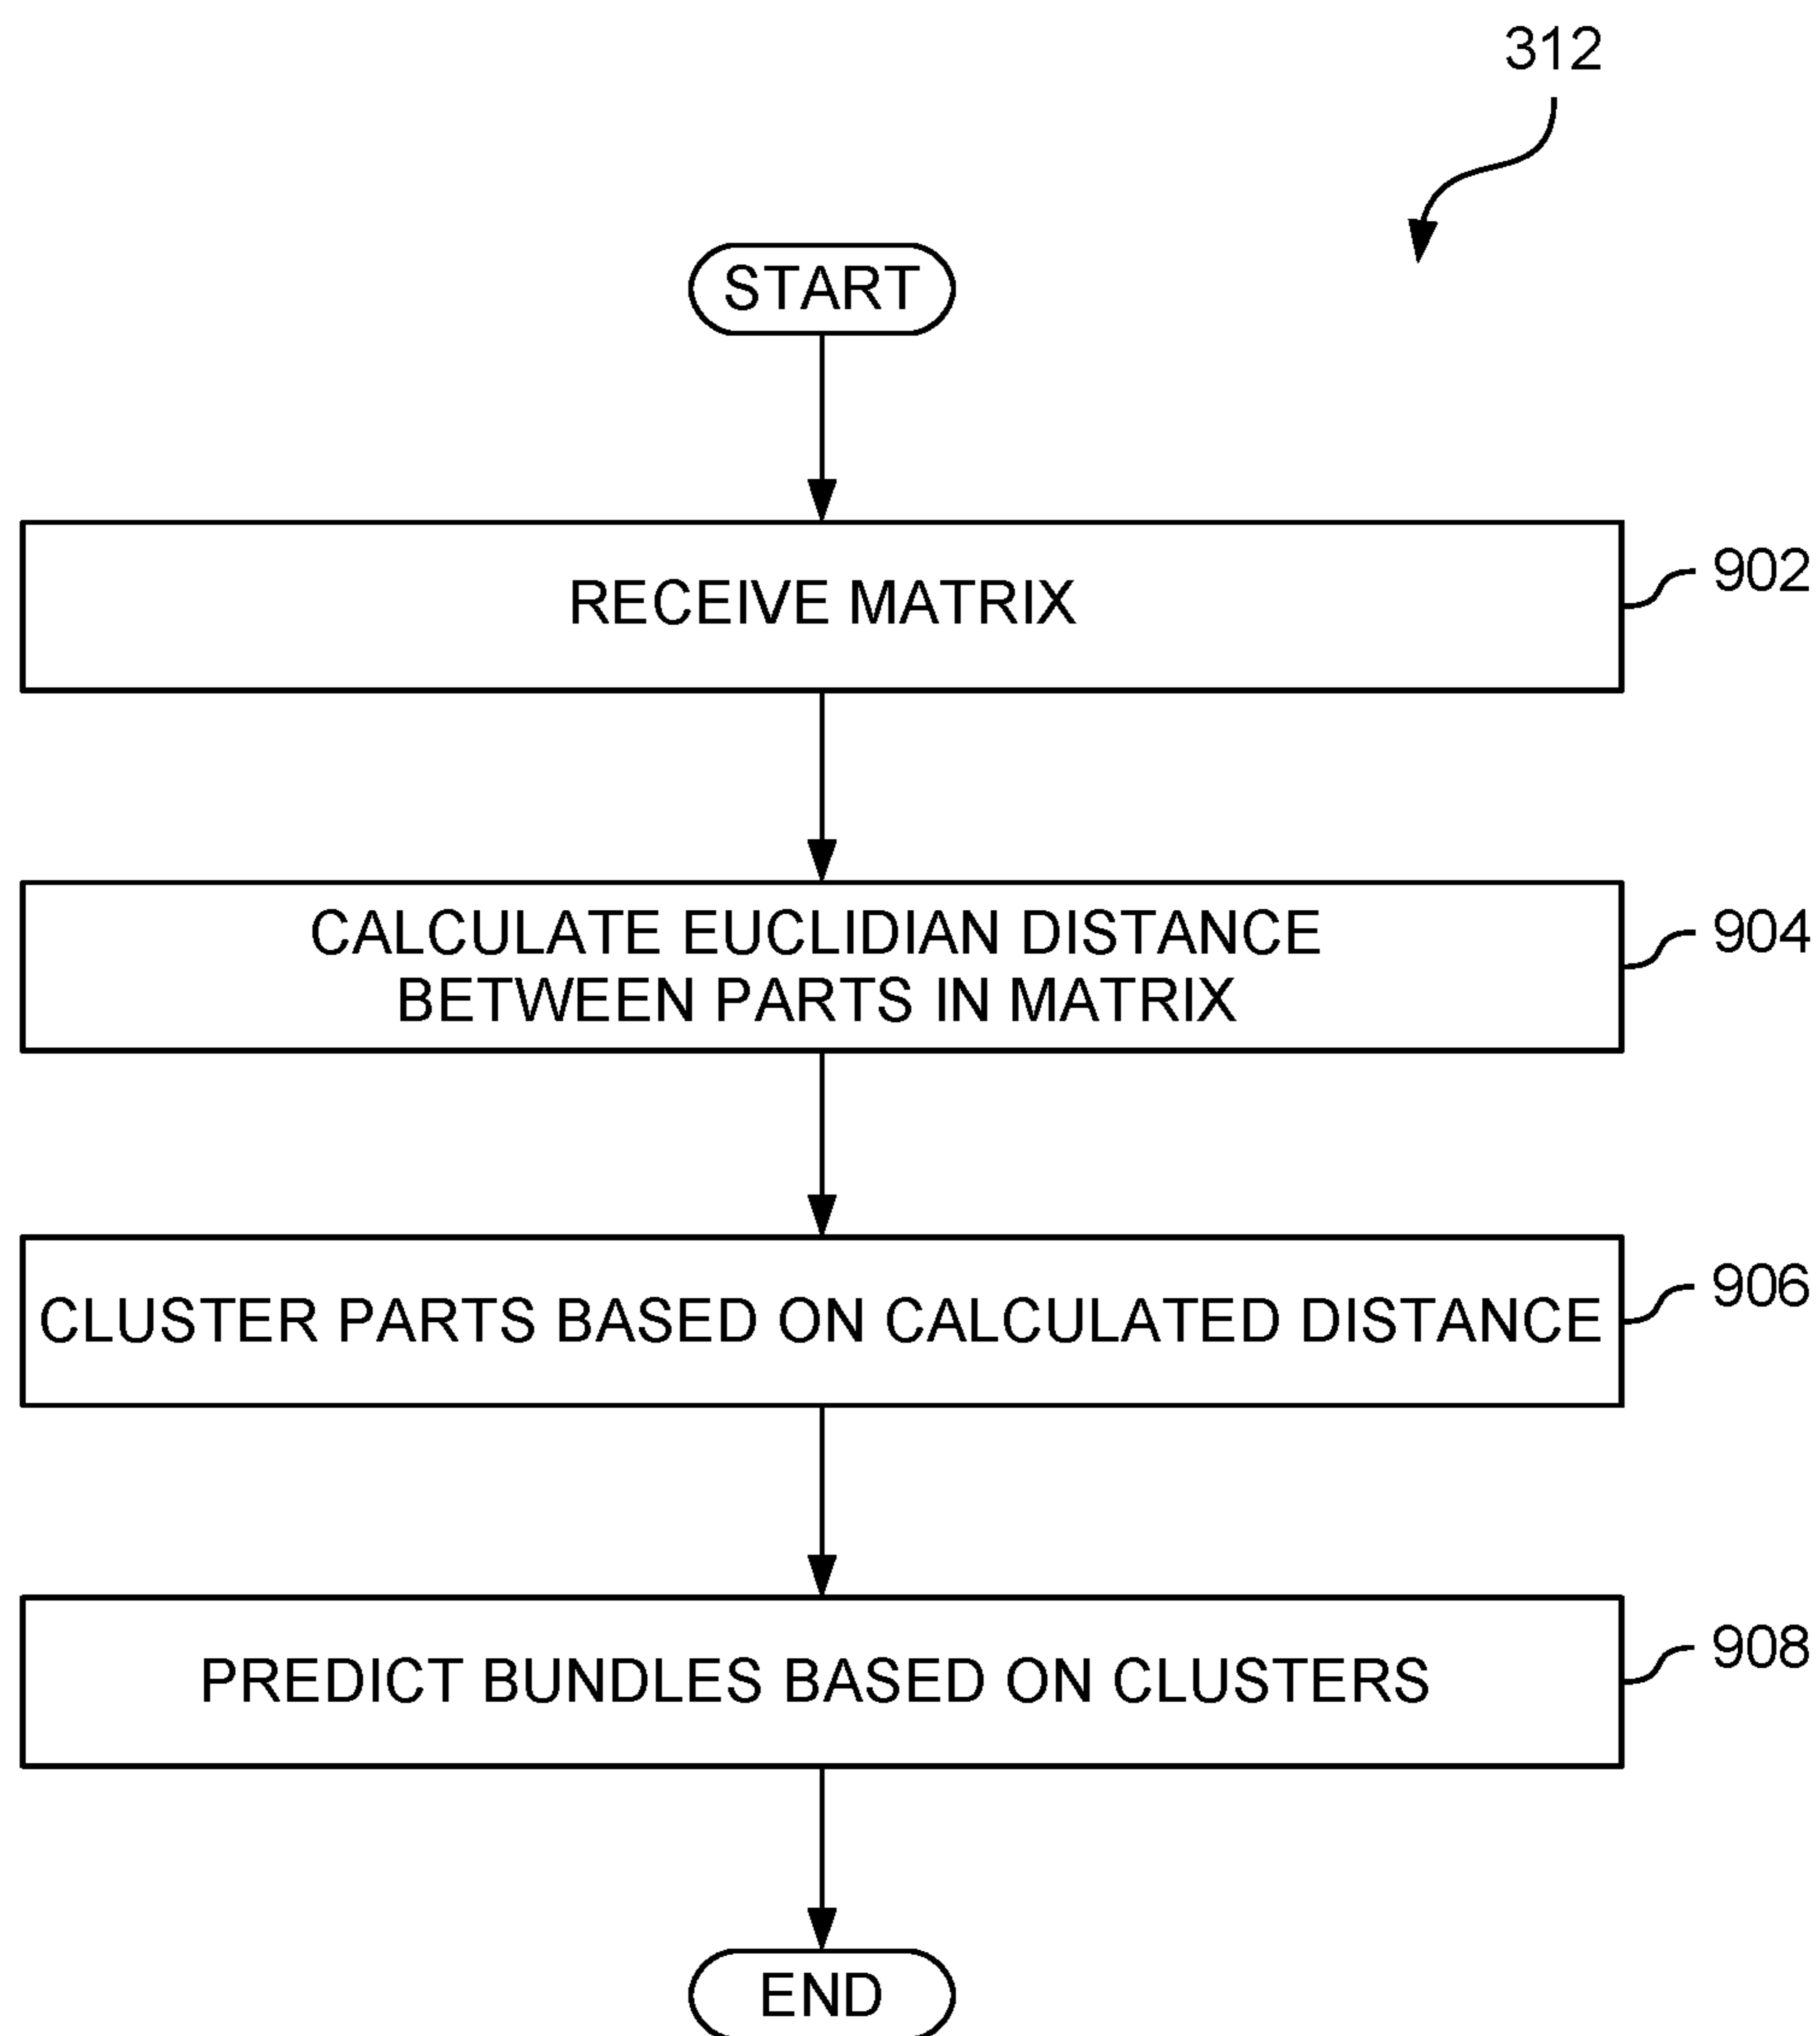 312
START
RECEIVE MATRIX
902
CALCULATE EUCLIDIAN DISTANCE
BETWEEN PARTS IN MATRIX
904
CLUSTER PARTS BASED ON CALCULATED DISTANCE
906
PREDICT BUNDLES BASED ON CLUSTERS
908
END